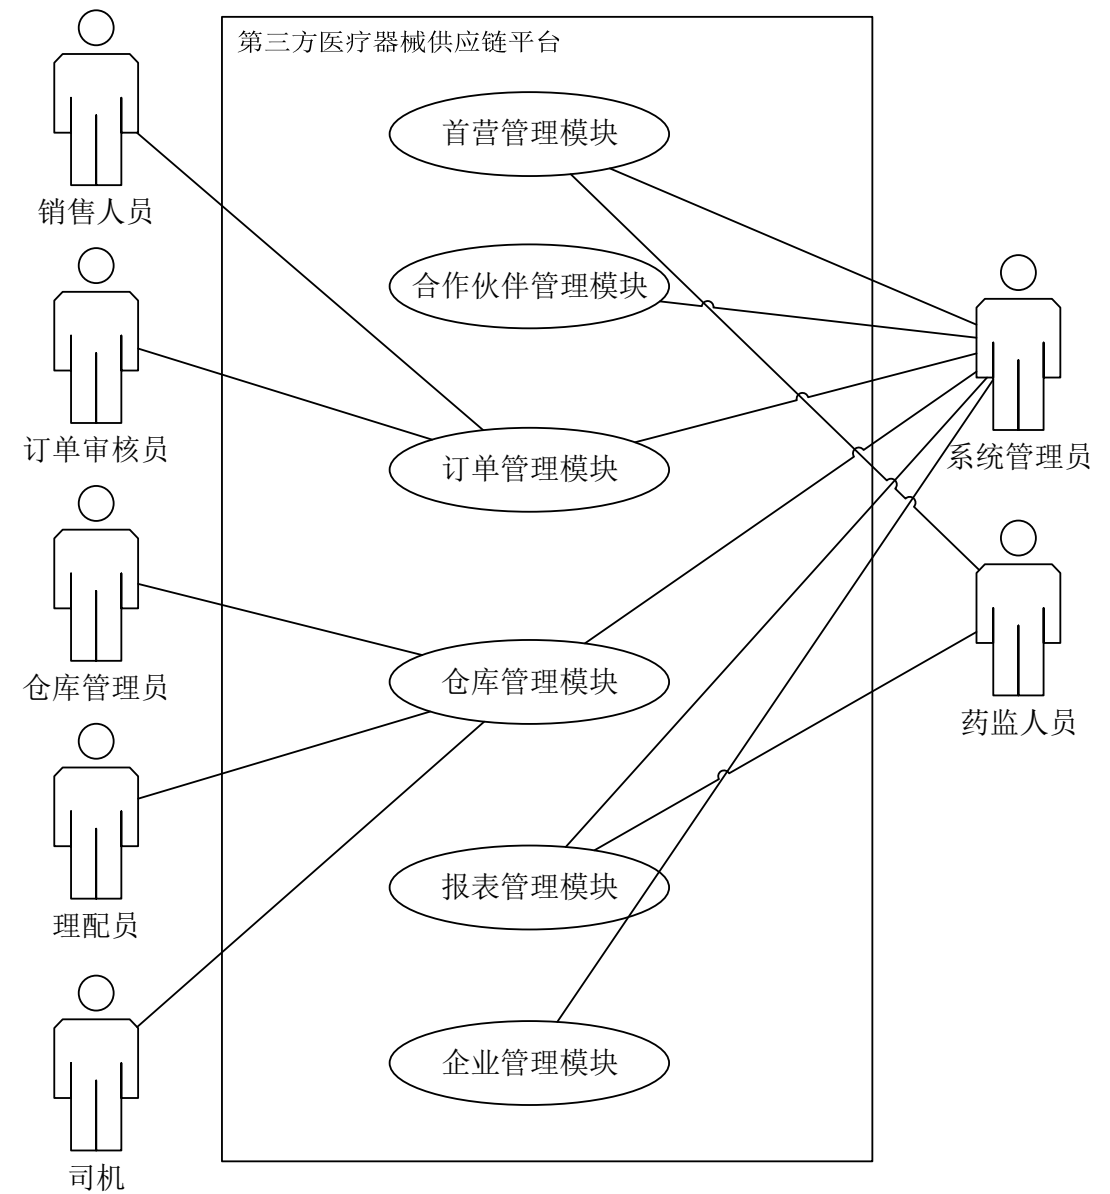 第三方医疗器械供应链平台
首营管理模块
销售人员
合作伙伴管理模块
订单审核员
系统管理员
订单管理模块
仓库管理员
仓库管理模块
药监人员
理配员
报表管理模块
企业管理模块
司机